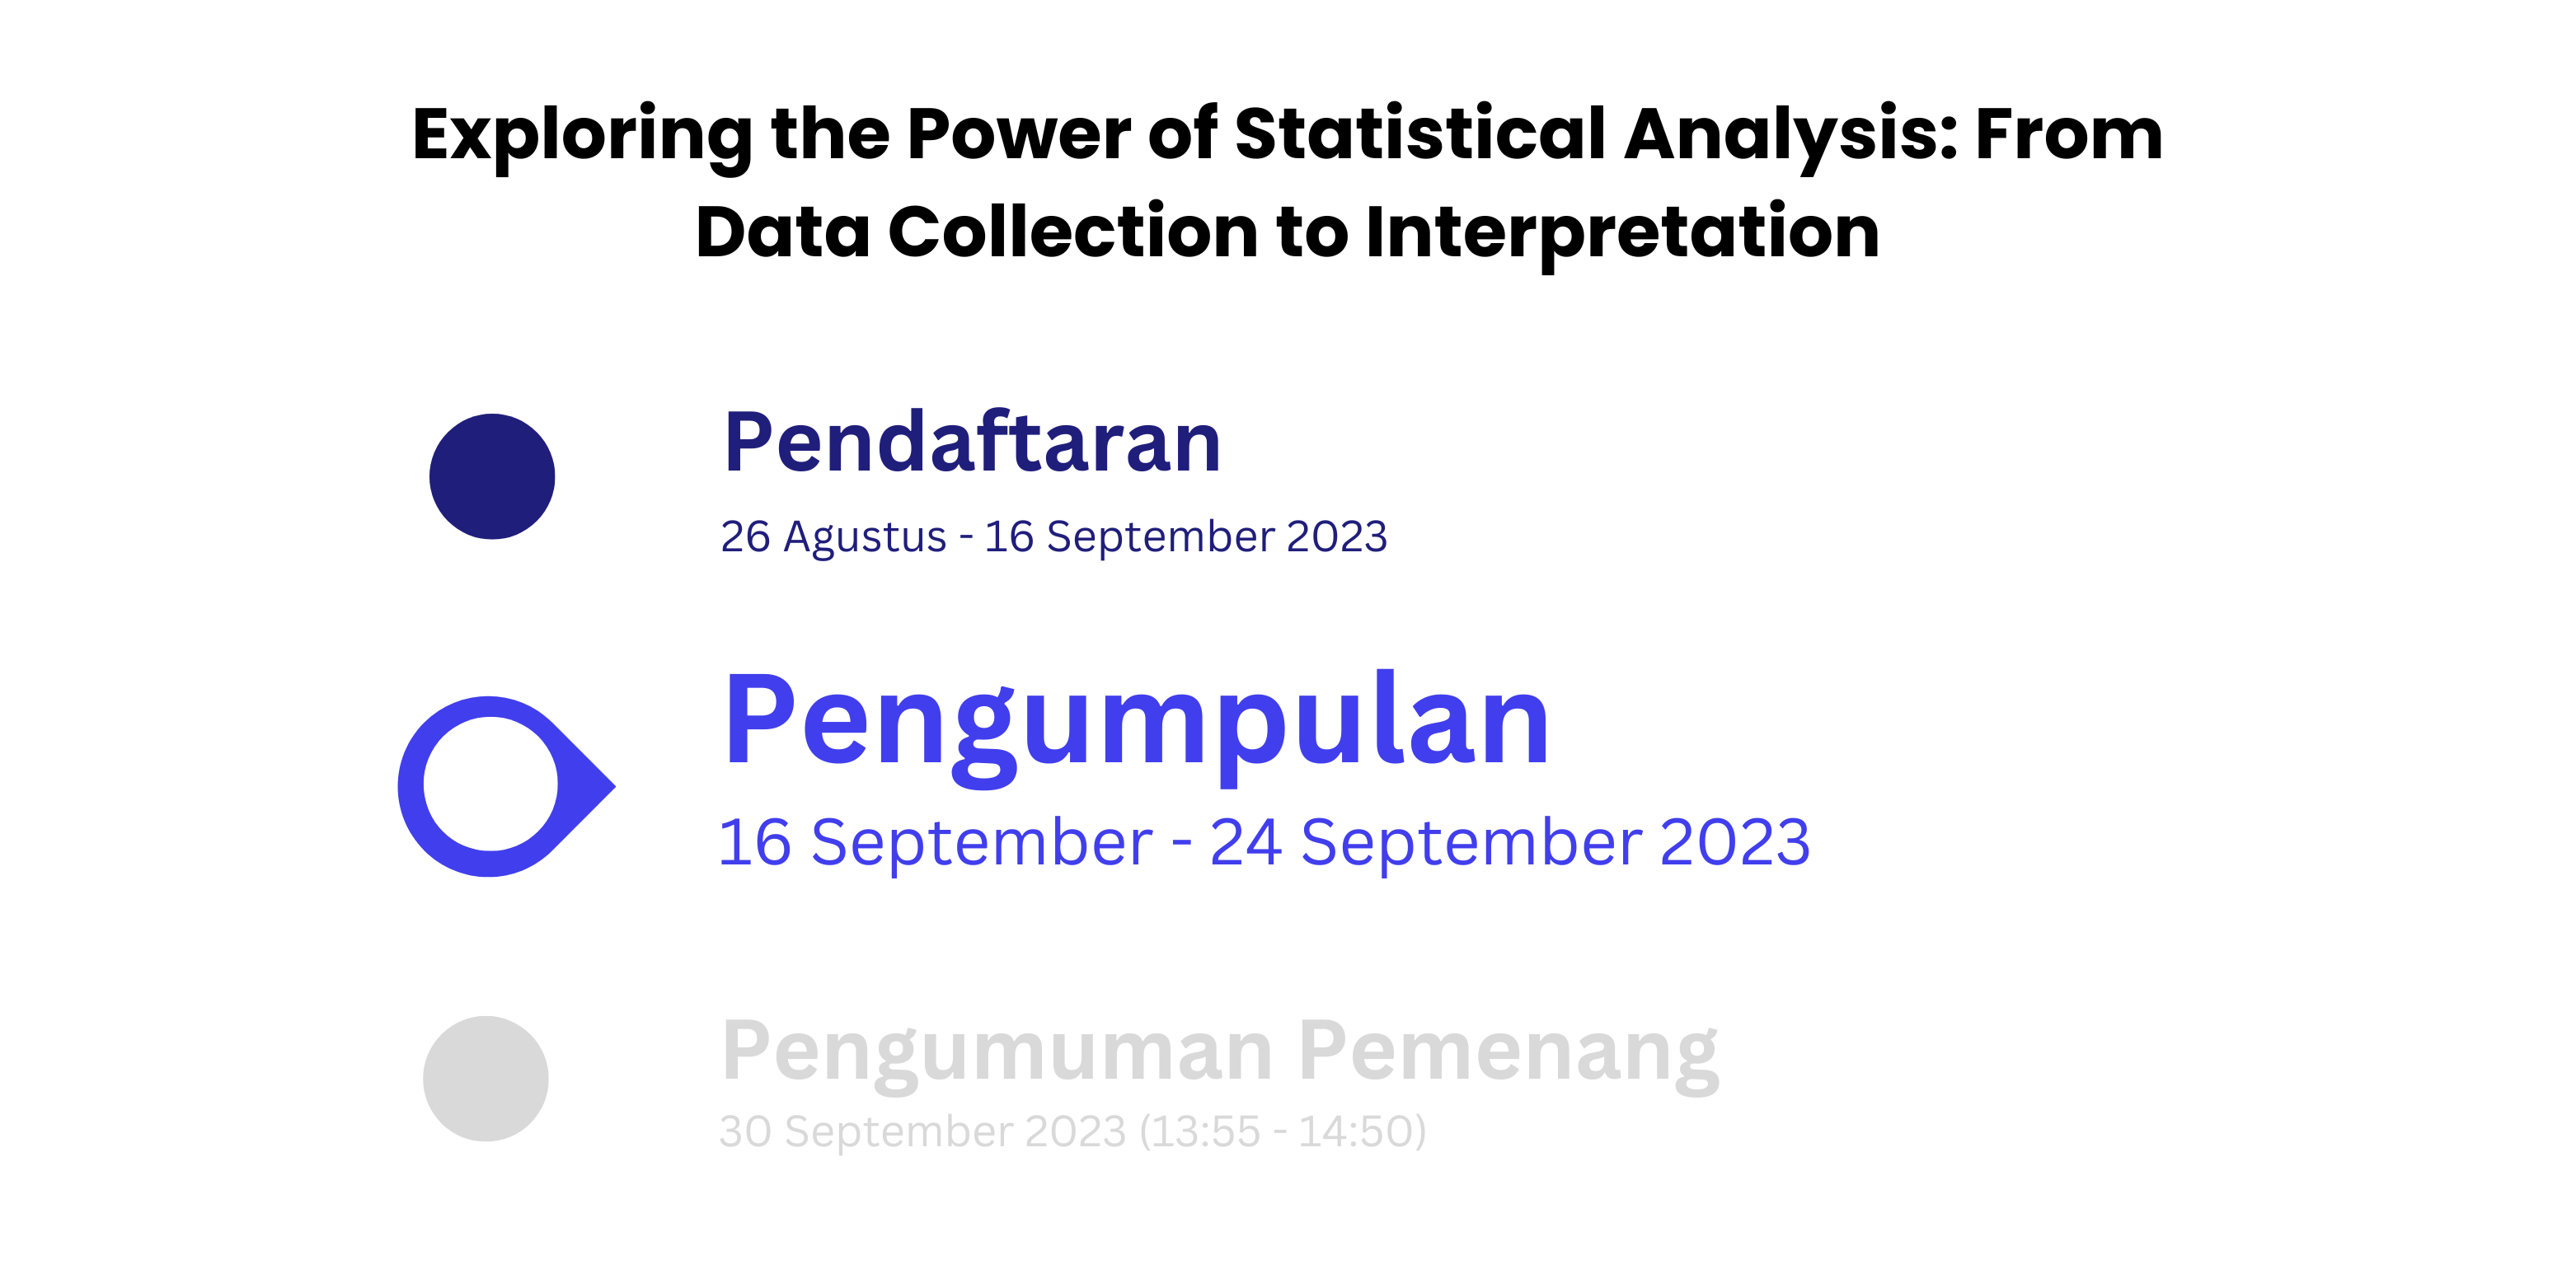 Exploring the Power of Statistical Analysis: From
Data Collection to Interpretation
Pendaftaran
26 Agustus - 16 September 2023
Pengumpulan
16 September - 24 September 2023
Pengumuman Pemenang
30 September 2023 (13:55 - 14:50)